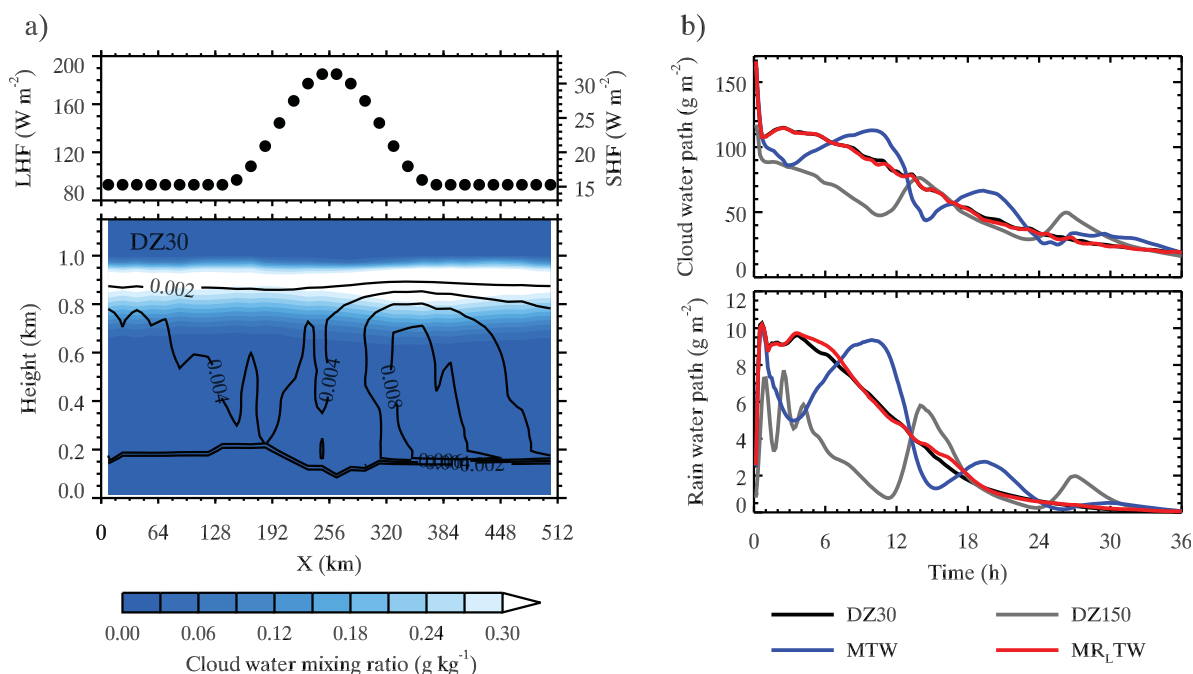 a)
LHF (W m-2)
200
160
120
80
30
25
20
15
SHF (W m-2)
DZ30
Height (km)
1.0
0.8
0.6
0.4
0.2
0.0
0.002
0.004
0.004
0.008
0.002
0 64 128 192 256 320 384 448 512
X (km)
0.00 0.06 0.12 0.18 0.24 0.30
Cloud water mixing ratio (g kg-1)
b)
Cloud water path (g m-2)
150
100
50
0
Rain water path (g m-2)
12
10
8
6
4
2
0
0 6 12 18 24 30 36
Time (h)
DZ30 DZ150
MTW MRLTW